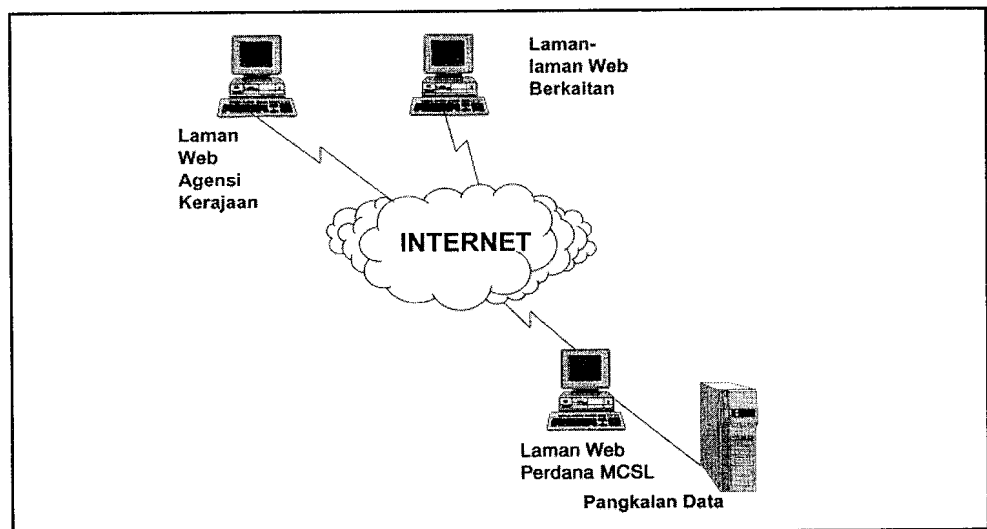 Laman-
laman Web
Berkaitan
Laman
Web
Agensi
Kerajaan
INTERNET
Laman Web
Perdana MCSL
Pangkalan Data